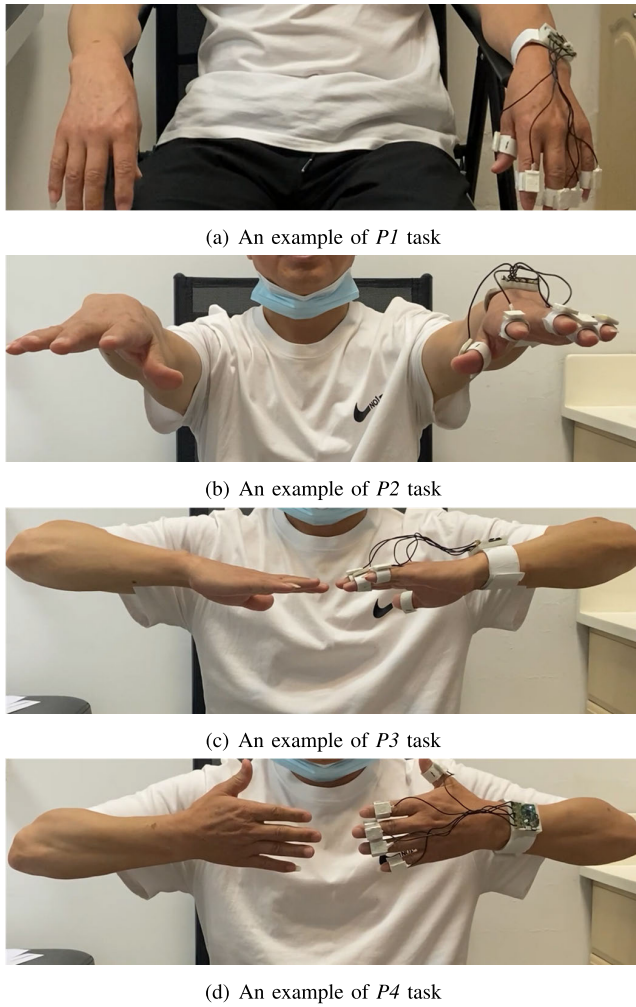 (a) An example of P1 task
(b) An example of P2 task
(c) An example of P3 task
(d) An example of P4 task